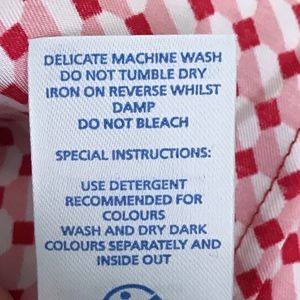 DELICATE MACHINE WASH
DO NOT TUMBLE DRY
IRON ON REVERSE WHILST
DAMP
DO NOT BLEACH
SPECIAL INSTRUCTIONS:
USE DETERGENT
RECOMMENDED FOR
COLOURS
WASH AND DRY DARK
COLOURS SEPARATELY AND
INSIDE OUT